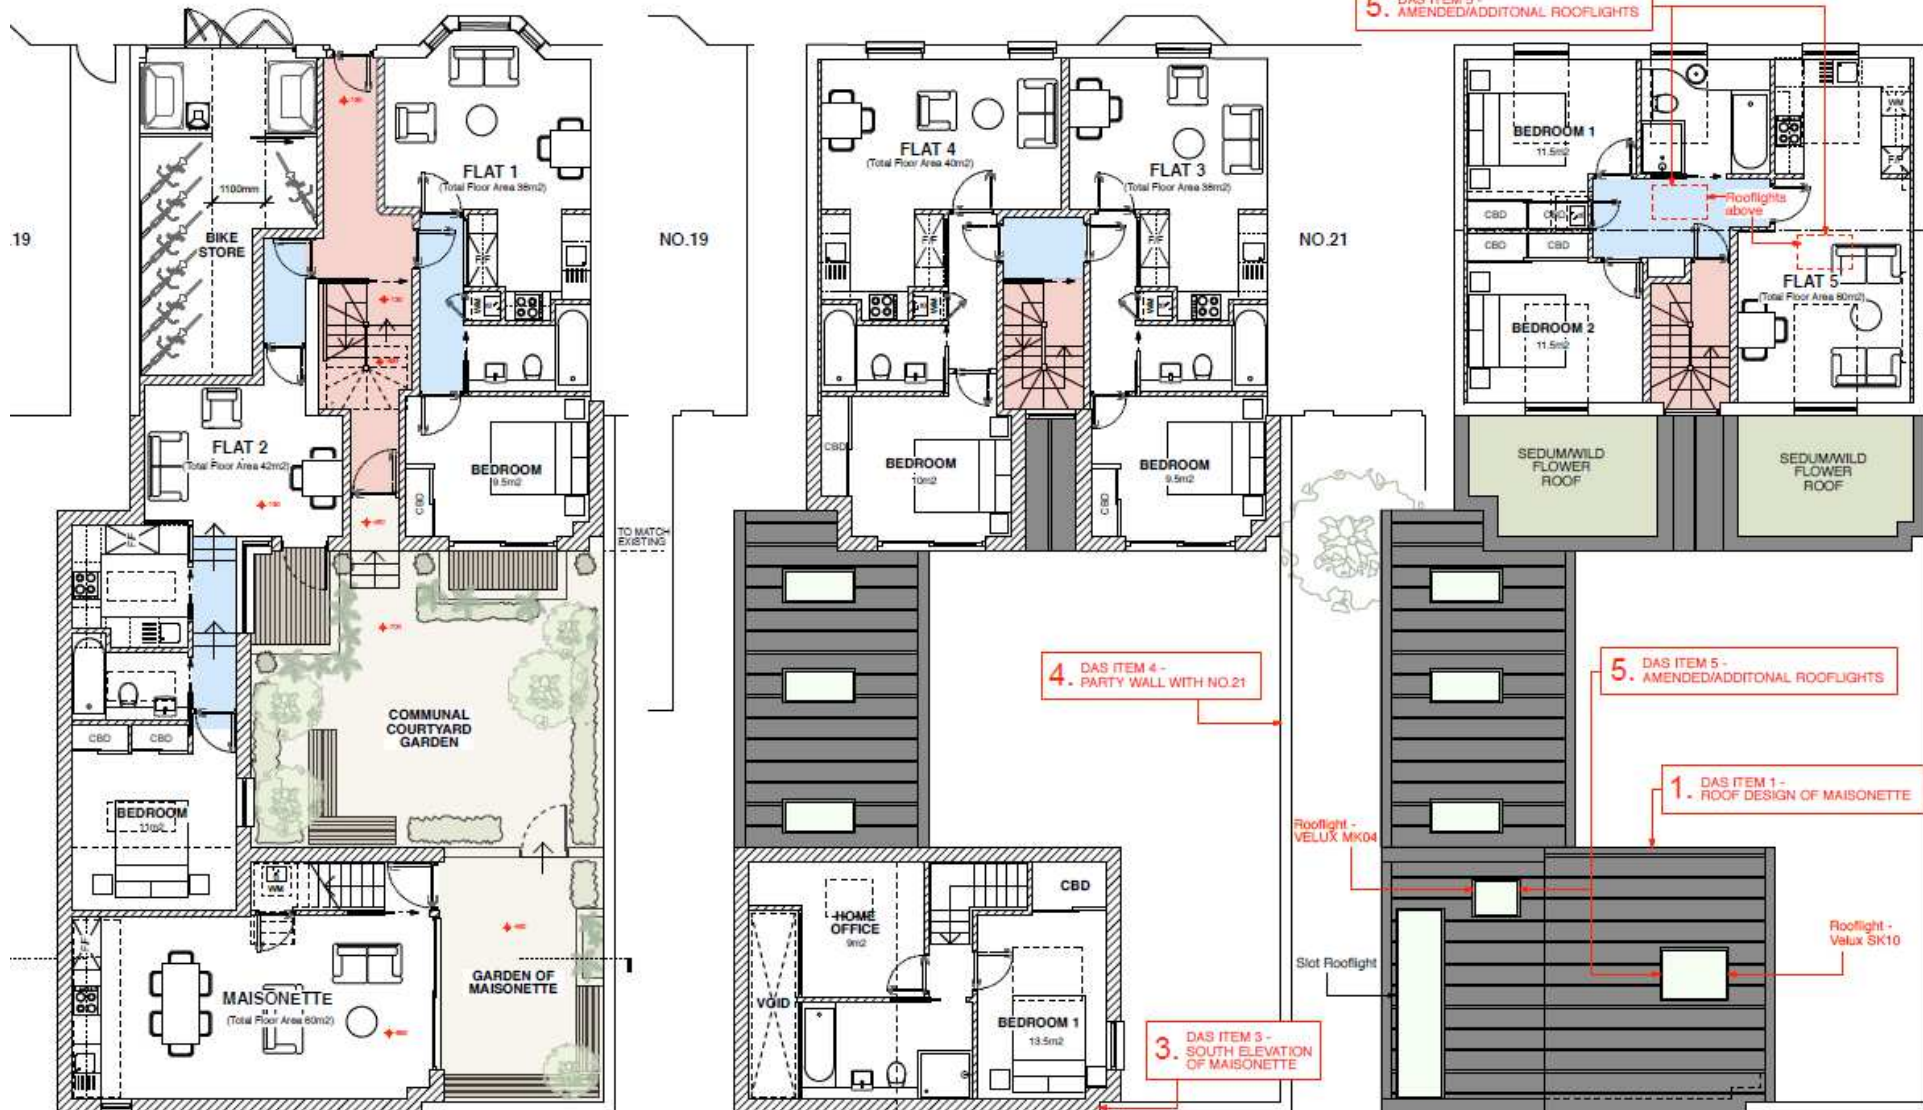 5. DAS ITEM 5 -
AMENDED/ADDITONAL ROOFLIGHTS
FLAT 1
(Total Floor Area 38m2)
1100mm
BIKE
STORE
.19
NO.19
F/F
WM
FLAT 2
(Total Floor Area 42m2)
BEDROOM
9.5m2
CBD
TO MATCH
EXISTING
F/F
COMMUNAL
COURTYARD
GARDEN
CBD
CBD
BEDROOM
11m2
WM
F/F
MAISONETTE
(Total Floor Area 60m2)
GARDEN OF
MAISONETTE
FLAT 4
(Total Floor Area 40m2)
FLAT 3
(Total Floor Area 38m2)
NO.21
F/F
F/F
WM
WM
CBD
BEDROOM
10m2
BEDROOM
9.5m2
CBD
4. DAS ITEM 4 -
PARTY WALL WITH NO.21
HOME
OFFICE
9m2
CBD
VOID
BEDROOM 1
13.5m2
3. DAS ITEM 3 -
SOUTH ELEVATION
OF MAISONETTE
BEDROOM 1
11.5m2
WM
F/F
Rooflights
above
CBD
CBD
CBD
CBD
FLAT 5
(Total Floor Area 60m2)
BEDROOM 2
11.5m2
SEDUM/WILD
FLOWER
ROOF
SEDUM/WILD
FLOWER
ROOF
5. DAS ITEM 5 -
AMENDED/ADDITONAL ROOFLIGHTS
1. DAS ITEM 1 -
ROOF DESIGN OF MAISONETTE
Rooflight -
VELUX MK04
Rooflight -
Velux SK10
Slot Rooflight